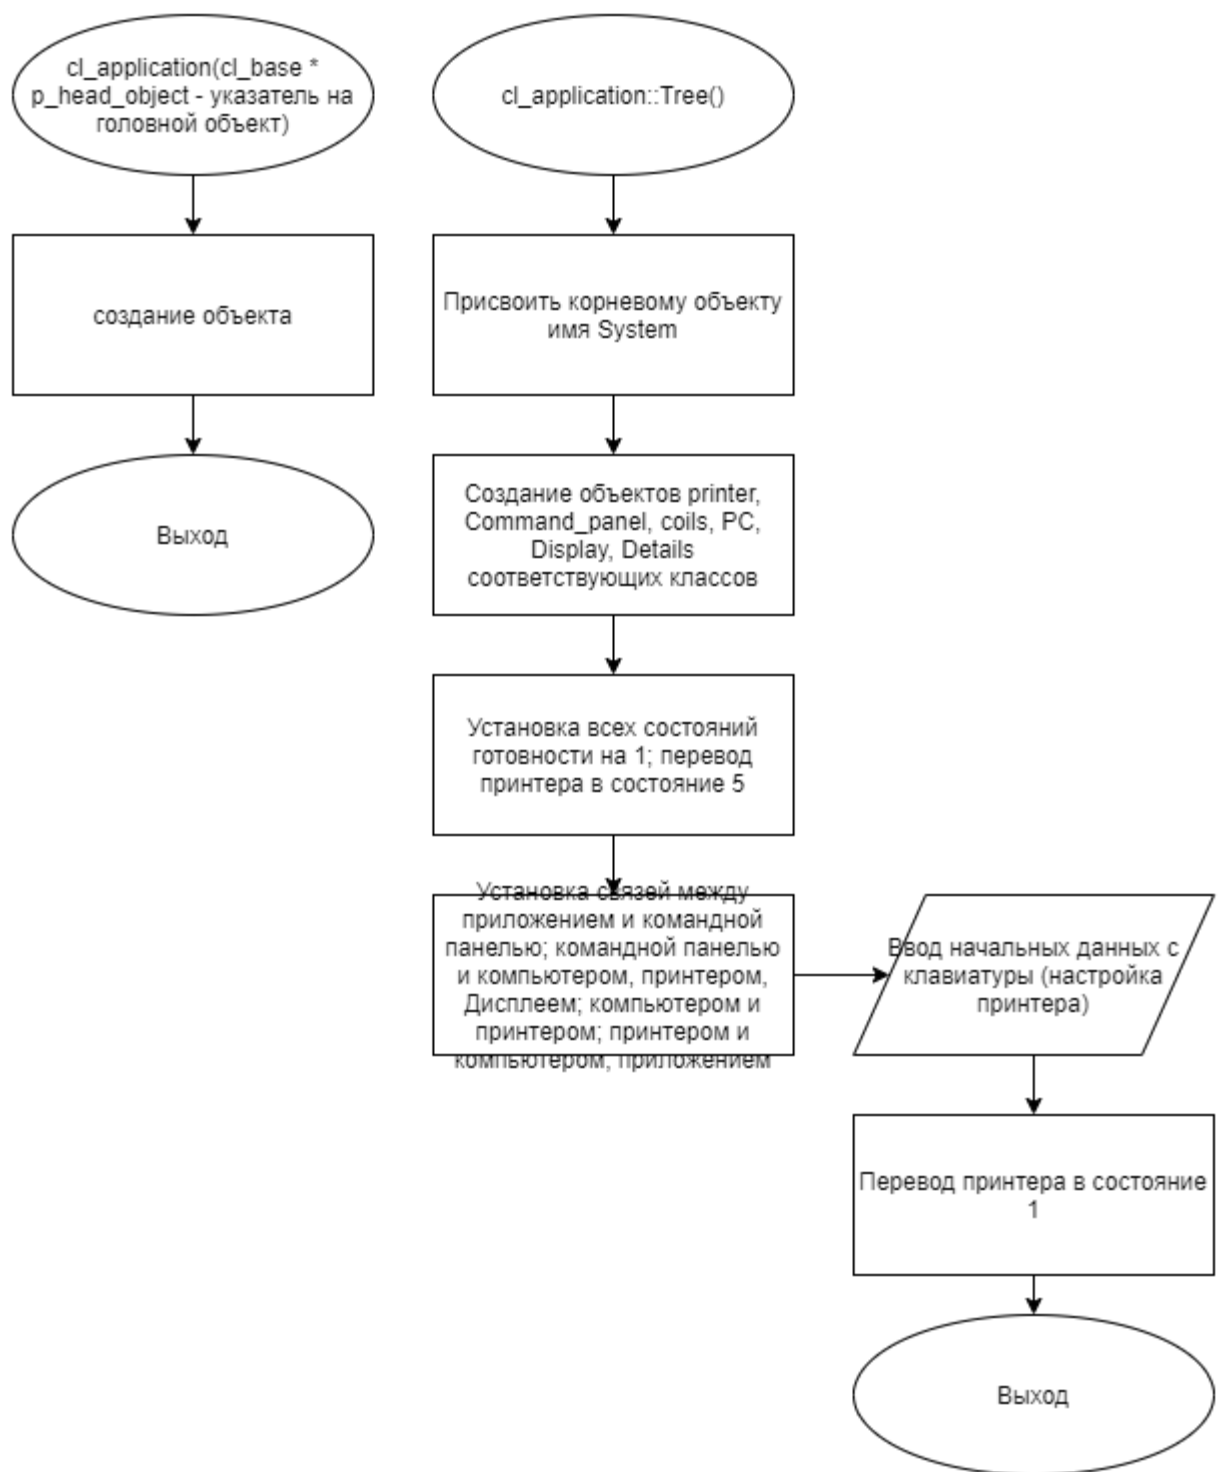 cl_application(cl_base *
p_head_object - указатель на
головной объект)
создание объекта
Выход
cl_application::Tree()
Присвоить корневому объекту
имя System
Создание объектов printer,
Command_panel, coils, PC,
Display, Details
соответствующих классов
Установка всех состояний
готовности на 1; перевод
принтера в состояние 5
Установка связей между
приложением и командной
панелью; командной панелью
и компьютером, принтером,
Дисплеем; компьютером и
принтером; принтером и
компьютером, приложением
Ввод начальных данных с
клавиатуры (настройка
принтера)
Перевод принтера в состояние
1
Выход